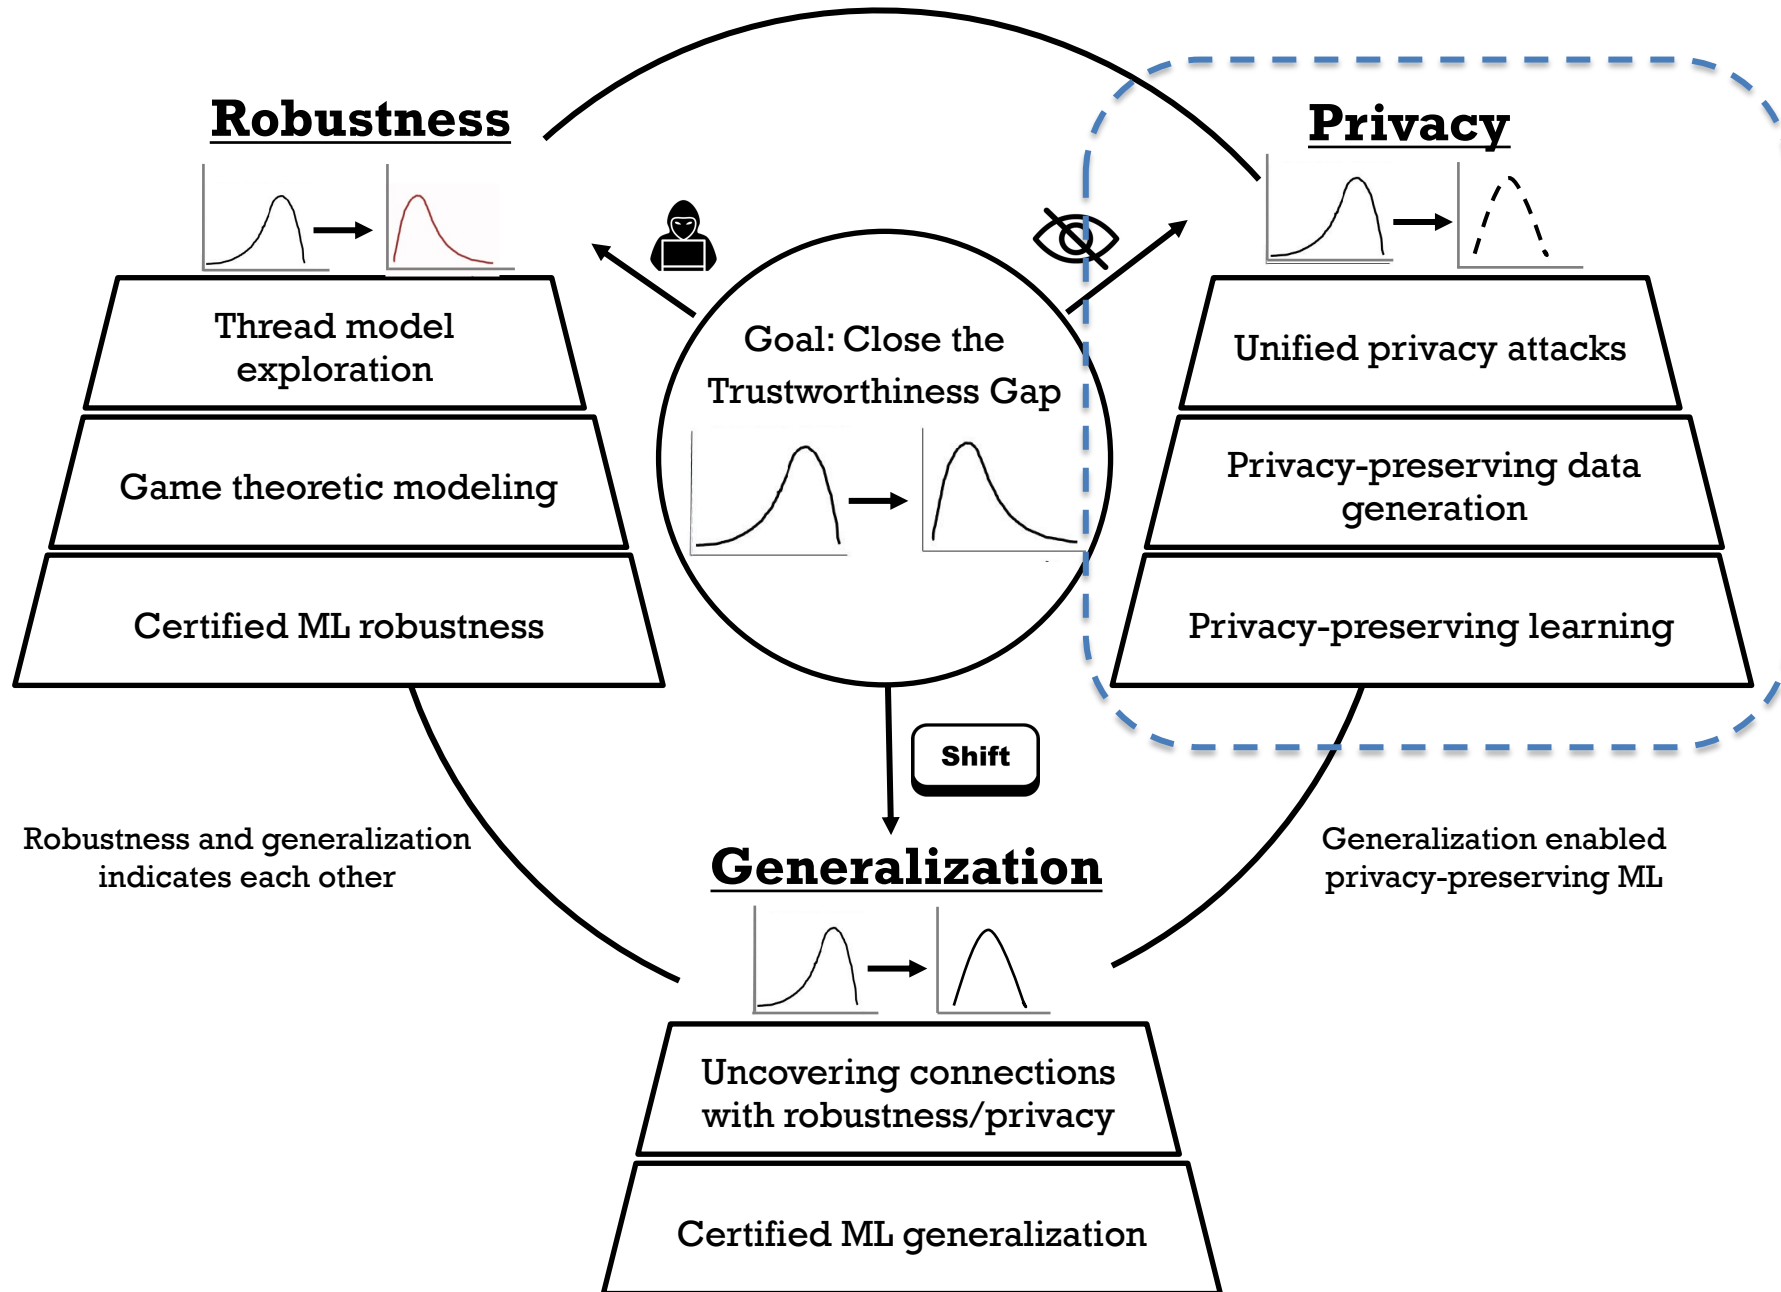 Robustness
Privacy
Thread model
exploration
Game theoretic modeling
Certified ML robustness
Goal: Close the
Trustworthiness Gap
Unified privacy attacks
Privacy-preserving data
generation
Privacy-preserving learning
Shift
Robustness and generalization
indicates each other
Generalization enabled
privacy-preserving ML
Generalization
Uncovering connections
with robustness/privacy
Certified ML generalization